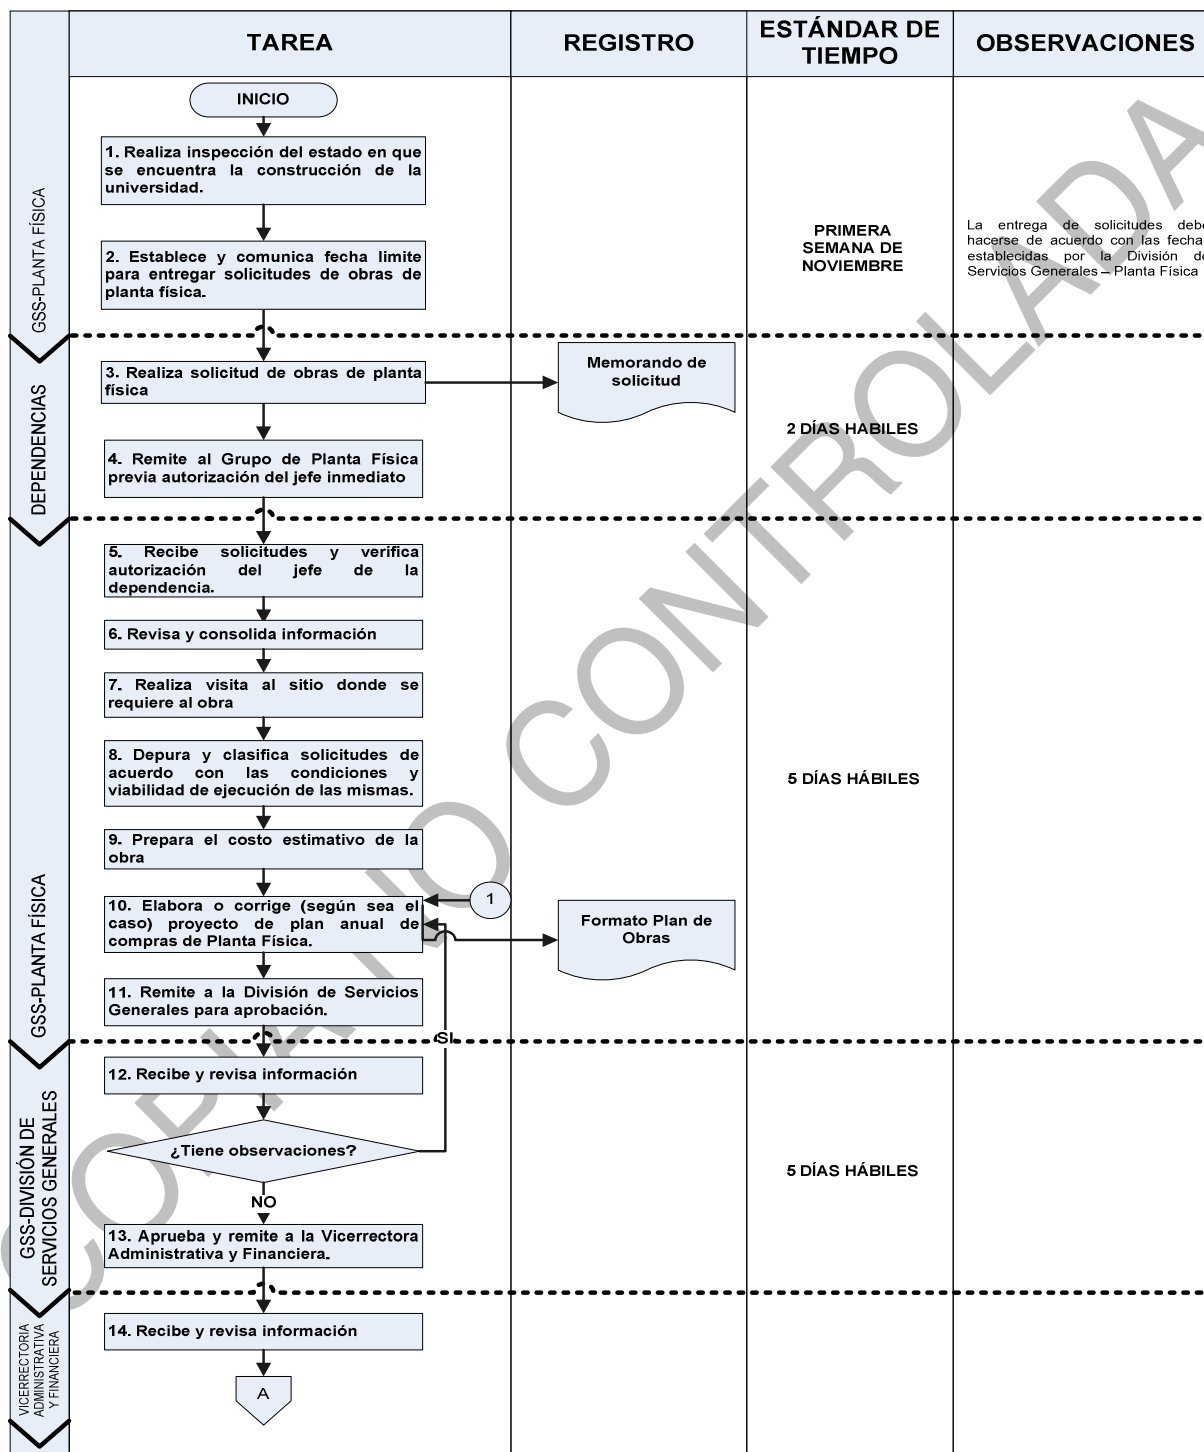 TAREA
REGISTRO
ESTÁNDAR DE
TIEMPO
OBSERVACIONES
GSS-PLANTA FÍSICA
INICIO
1. Realiza inspección del estado en que
se encuentra la construcción de la
universidad.
2. Establece y comunica fecha limite
para entregar solicitudes de obras de
planta física.
PRIMERA
SEMANA DE
NOVIEMBRE
La entrega de solicitudes debe
hacerse de acuerdo con las fecha
establecidas por la División de
Servicios Generales – Planta Física
DEPENDENCIAS
3. Realiza solicitud de obras de planta
física
Memorando de
solicitud
4. Remite al Grupo de Planta Física
previa autorización del jefe inmediato
2 DÍAS HABILES
GSS-PLANTA FÍSICA
5. Recibe solicitudes y verifica
autorización del jefe de la
dependencia.
6. Revisa y consolida información
7. Realiza visita al sitio donde se
requiere al obra
8. Depura y clasifica solicitudes de
acuerdo con las condiciones y
viabilidad de ejecución de las mismas.
5 DÍAS HÁBILES
9. Prepara el costo estimativo de la
obra
10. Elabora o corrige (según sea el
caso) proyecto de plan anual de
compras de Planta Física.
1
Formato Plan de
Obras
11. Remite a la División de Servicios
Generales para aprobación.
SI
GSS-DIVISIÓN DE
SERVICIOS GENERALES
12. Recibe y revisa información
¿Tiene observaciones?
NO
5 DÍAS HÁBILES
13. Aprueba y remite a la Vicerrectora
Administrativa y Financiera.
VICERRECTORIA
ADMINISTRATIVA
Y FINANCIERA
14. Recibe y revisa información
A
COPIA NO CONTROLADA